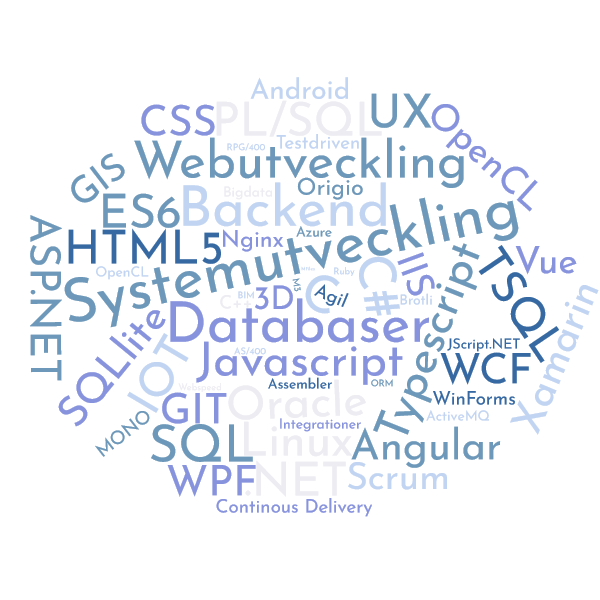 Android
CSS
PL/SQL
UX
OpenCL
RPG/400
Testdriven
Webutveckling
GIS
Bigdata
Origio
ES6
Backend
ASP.NET
HTML5
Nginx
Azure
Systemutveckling
IIS
TSQL
Vue
OpenCL
M3
Ruby
C#
BIM
C++
3D
C
Agil
Brotli
Typescript
Xamarin
SQLlite
Databaser
IOT
AS/400
Javascript
JScript.NET
WCF
Webspeed
Assembler
ORM
WinForms
MONO
GIT
Oracle
Integrationer
ActiveMQ
SQL
Linux
Angular
WPF
.NET
Scrum
Continous Delivery